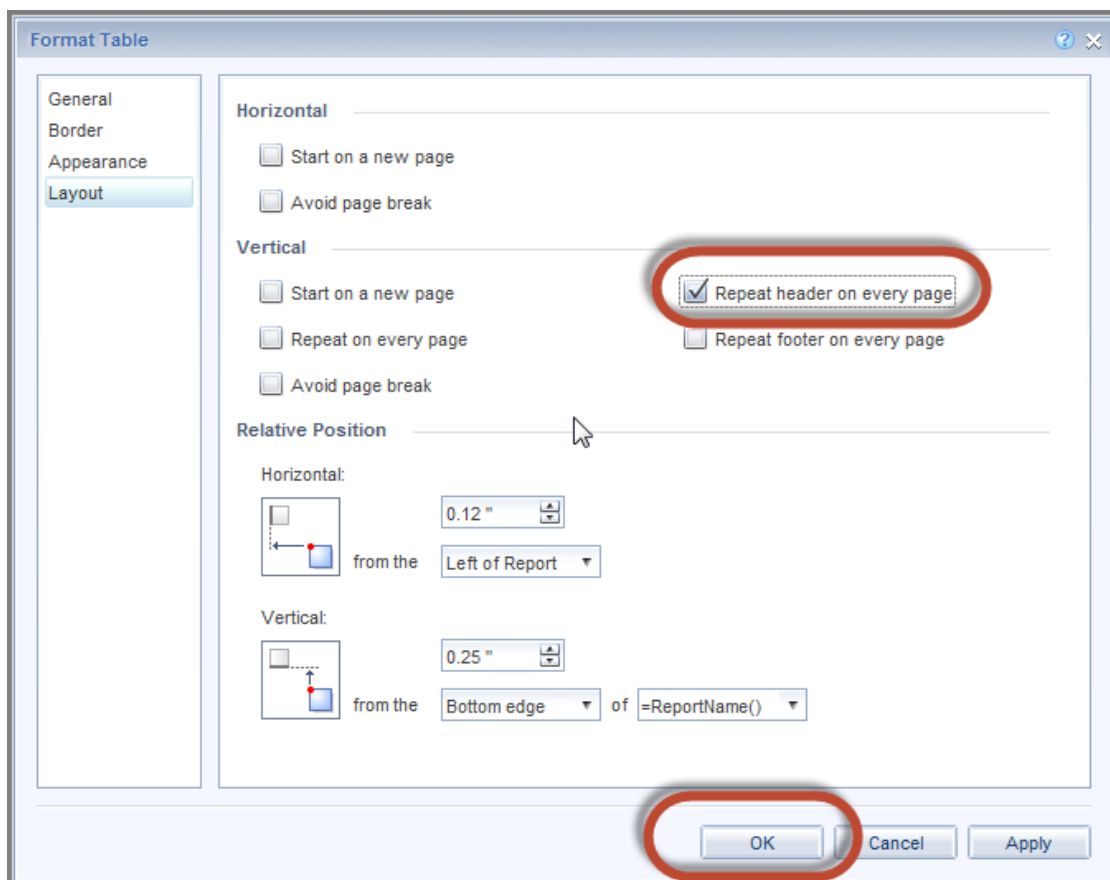 Format Table
General
Border
Appearance
Layout
Horizontal
Start on a new page
Avoid page break
Vertical
Start on a new page
Repeat header on every page
Repeat on every page
Repeat footer on every page
Avoid page break
Relative Position
Horizontal:
0.12 "
from the Left of Report
Vertical:
0.25 "
from the Bottom edge of =ReportName()
OK Cancel Apply